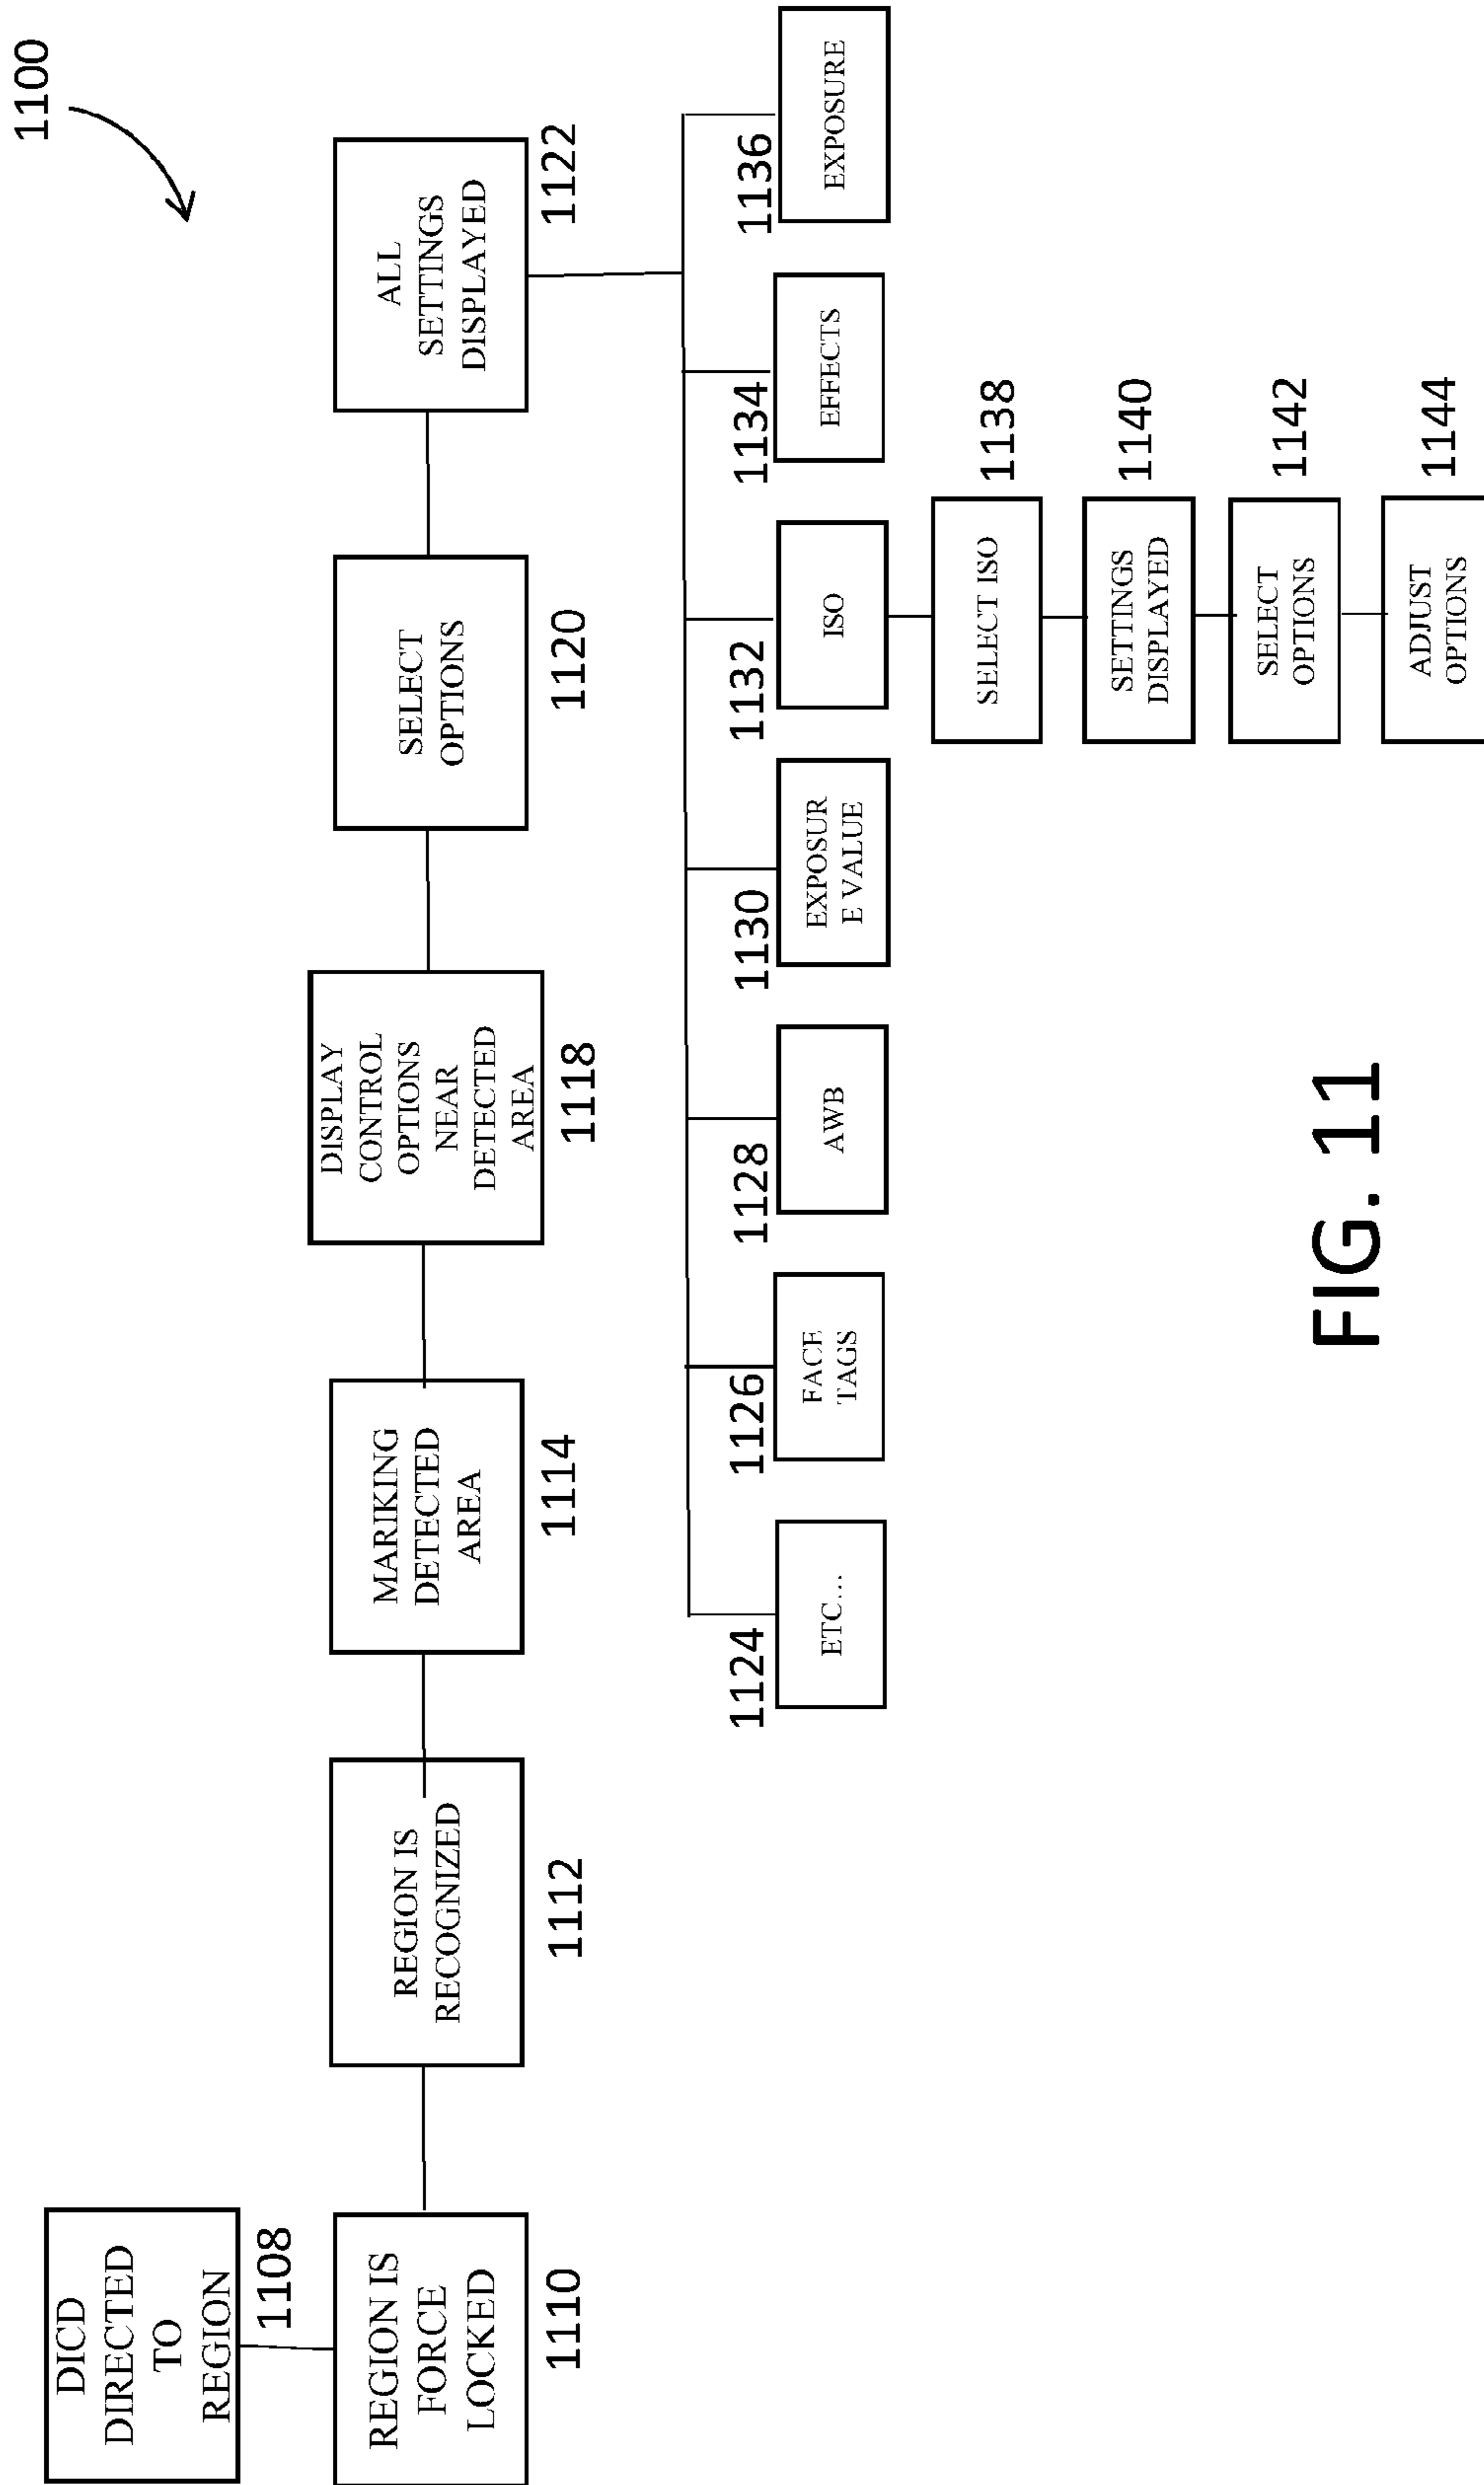 1100
DICD
DIRECTED
TO
REGION
1108
REGION IS
FORCE
LOCKED
1110
REGION IS
RECOGNIZED
1112
MARIKING
DETECTED
AREA
1114
DISPLAY
CONTROL
OPTIONS
NEAR
DETECTED
AREA
1118
SELECT
OPTIONS
1120
ALL
SETTINGS
DISPLAYED
1122
1124
ETC...
1126
FACE
TAGS
1128
AWB
1130
EXPOSUR
E VALUE
1132
ISO
1134
EFFECTS
1136
EXPOSURE
SELECT ISO
1138
SETTINGS
DISPLAYED
1140
SELECT
OPTIONS
1142
ADJUST
OPTIONS
1144
FIG. 11